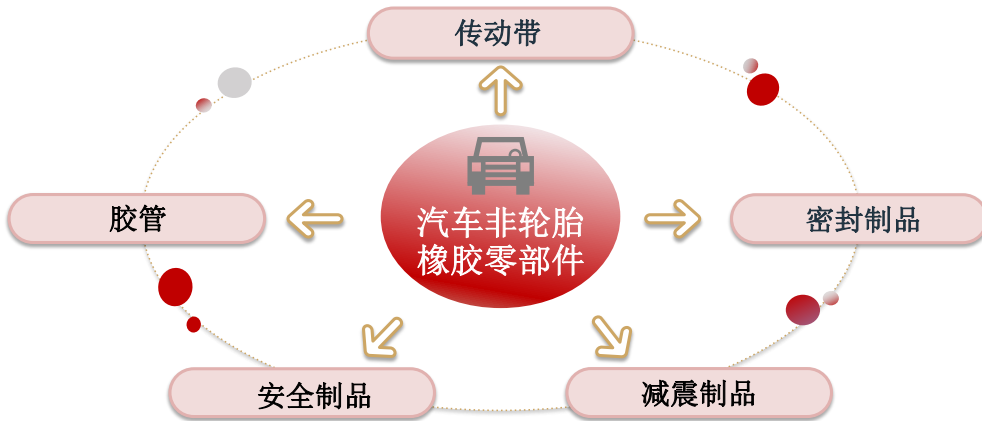 传动带
汽车非轮胎
橡胶零部件
胶管
密封制品
安全制品
减震制品